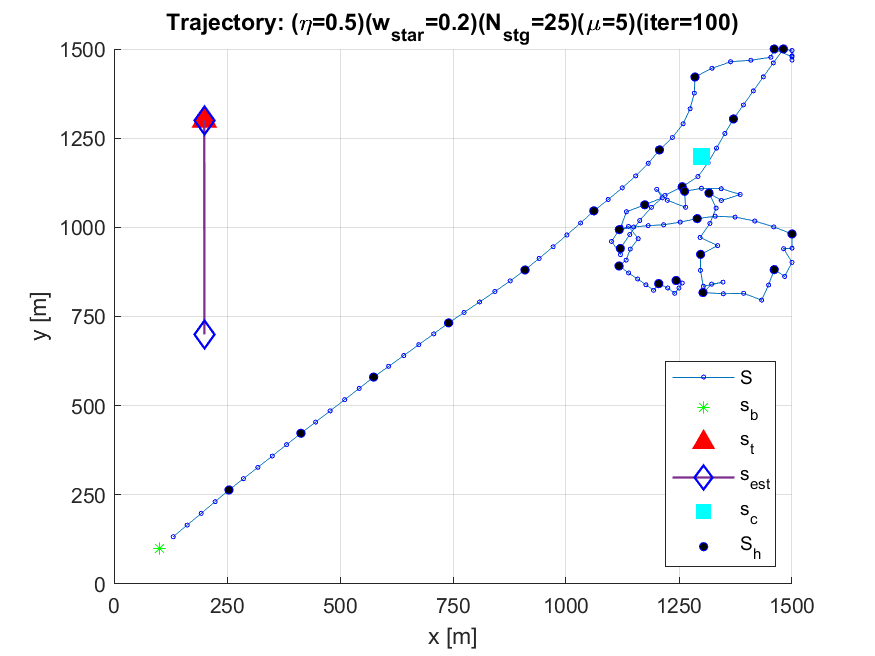 Trajectory: (η=0.5)(w_star=0.2)(N_stg=25)(μ=5)(iter=100)
1500
1250
1000
750
500
250
0
y [m]
0 250 500 750 1000 1250 1500
x [m]
S
s_b
s_t
s_est
s_c
S_h